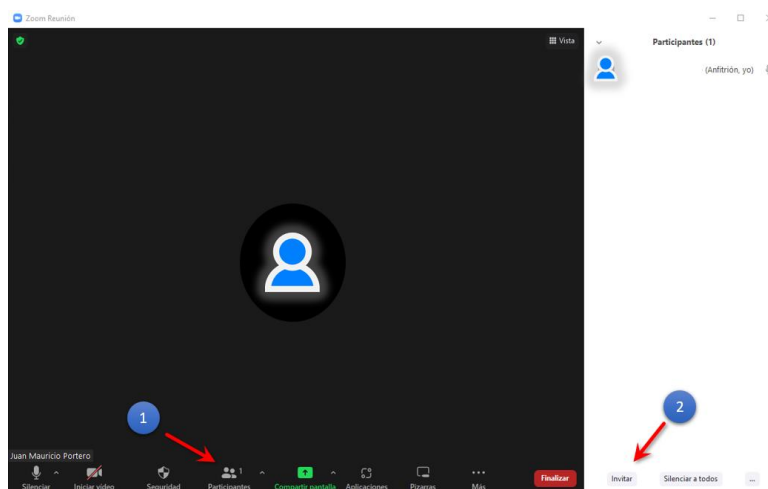 Zoom Reunión
Vista
Participantes (1)
(Anfitrión, yo)
1
2
Juan Mauricio Portero
1
Silenciar
Iniciar video
Seguridad
Participantes
Compartir pantalla
Aplicaciones
Pizarras
Más
Finalizar
Invitar
Silenciar a todos
...